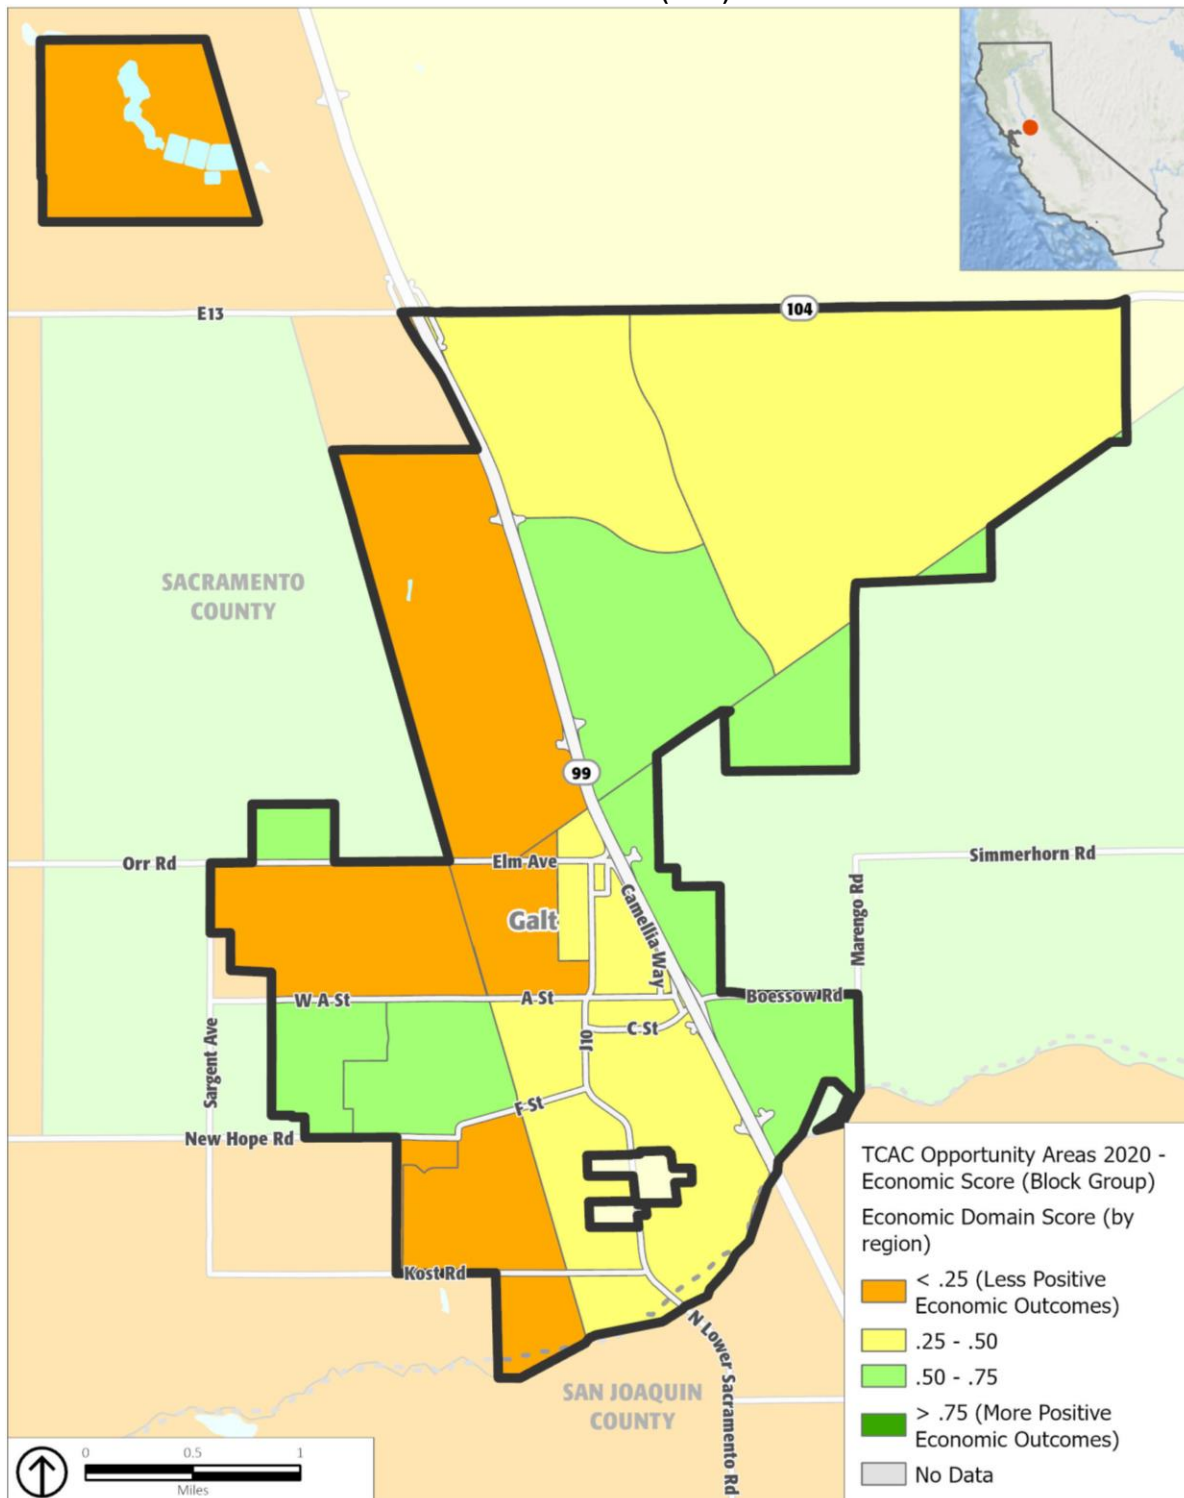 104
E13
SACRAMENTO
COUNTY
99
Orr Rd
Elm Ave
Simmerhorn Rd
Galt
Camellia Way
Marengo Rd
W A St
A St
Boessow Rd
C St
J10
Sargent Ave
F St
New Hope Rd
Kost Rd
N Lower Sacramento Rd
SAN JOAQUIN
COUNTY
TCAC Opportunity Areas 2020 -
Economic Score (Block Group)
Economic Domain Score (by
region)
< .25 (Less Positive
Economic Outcomes)
.25 - .50
.50 - .75
> .75 (More Positive
Economic Outcomes)
No Data
0 0.5 1
Miles